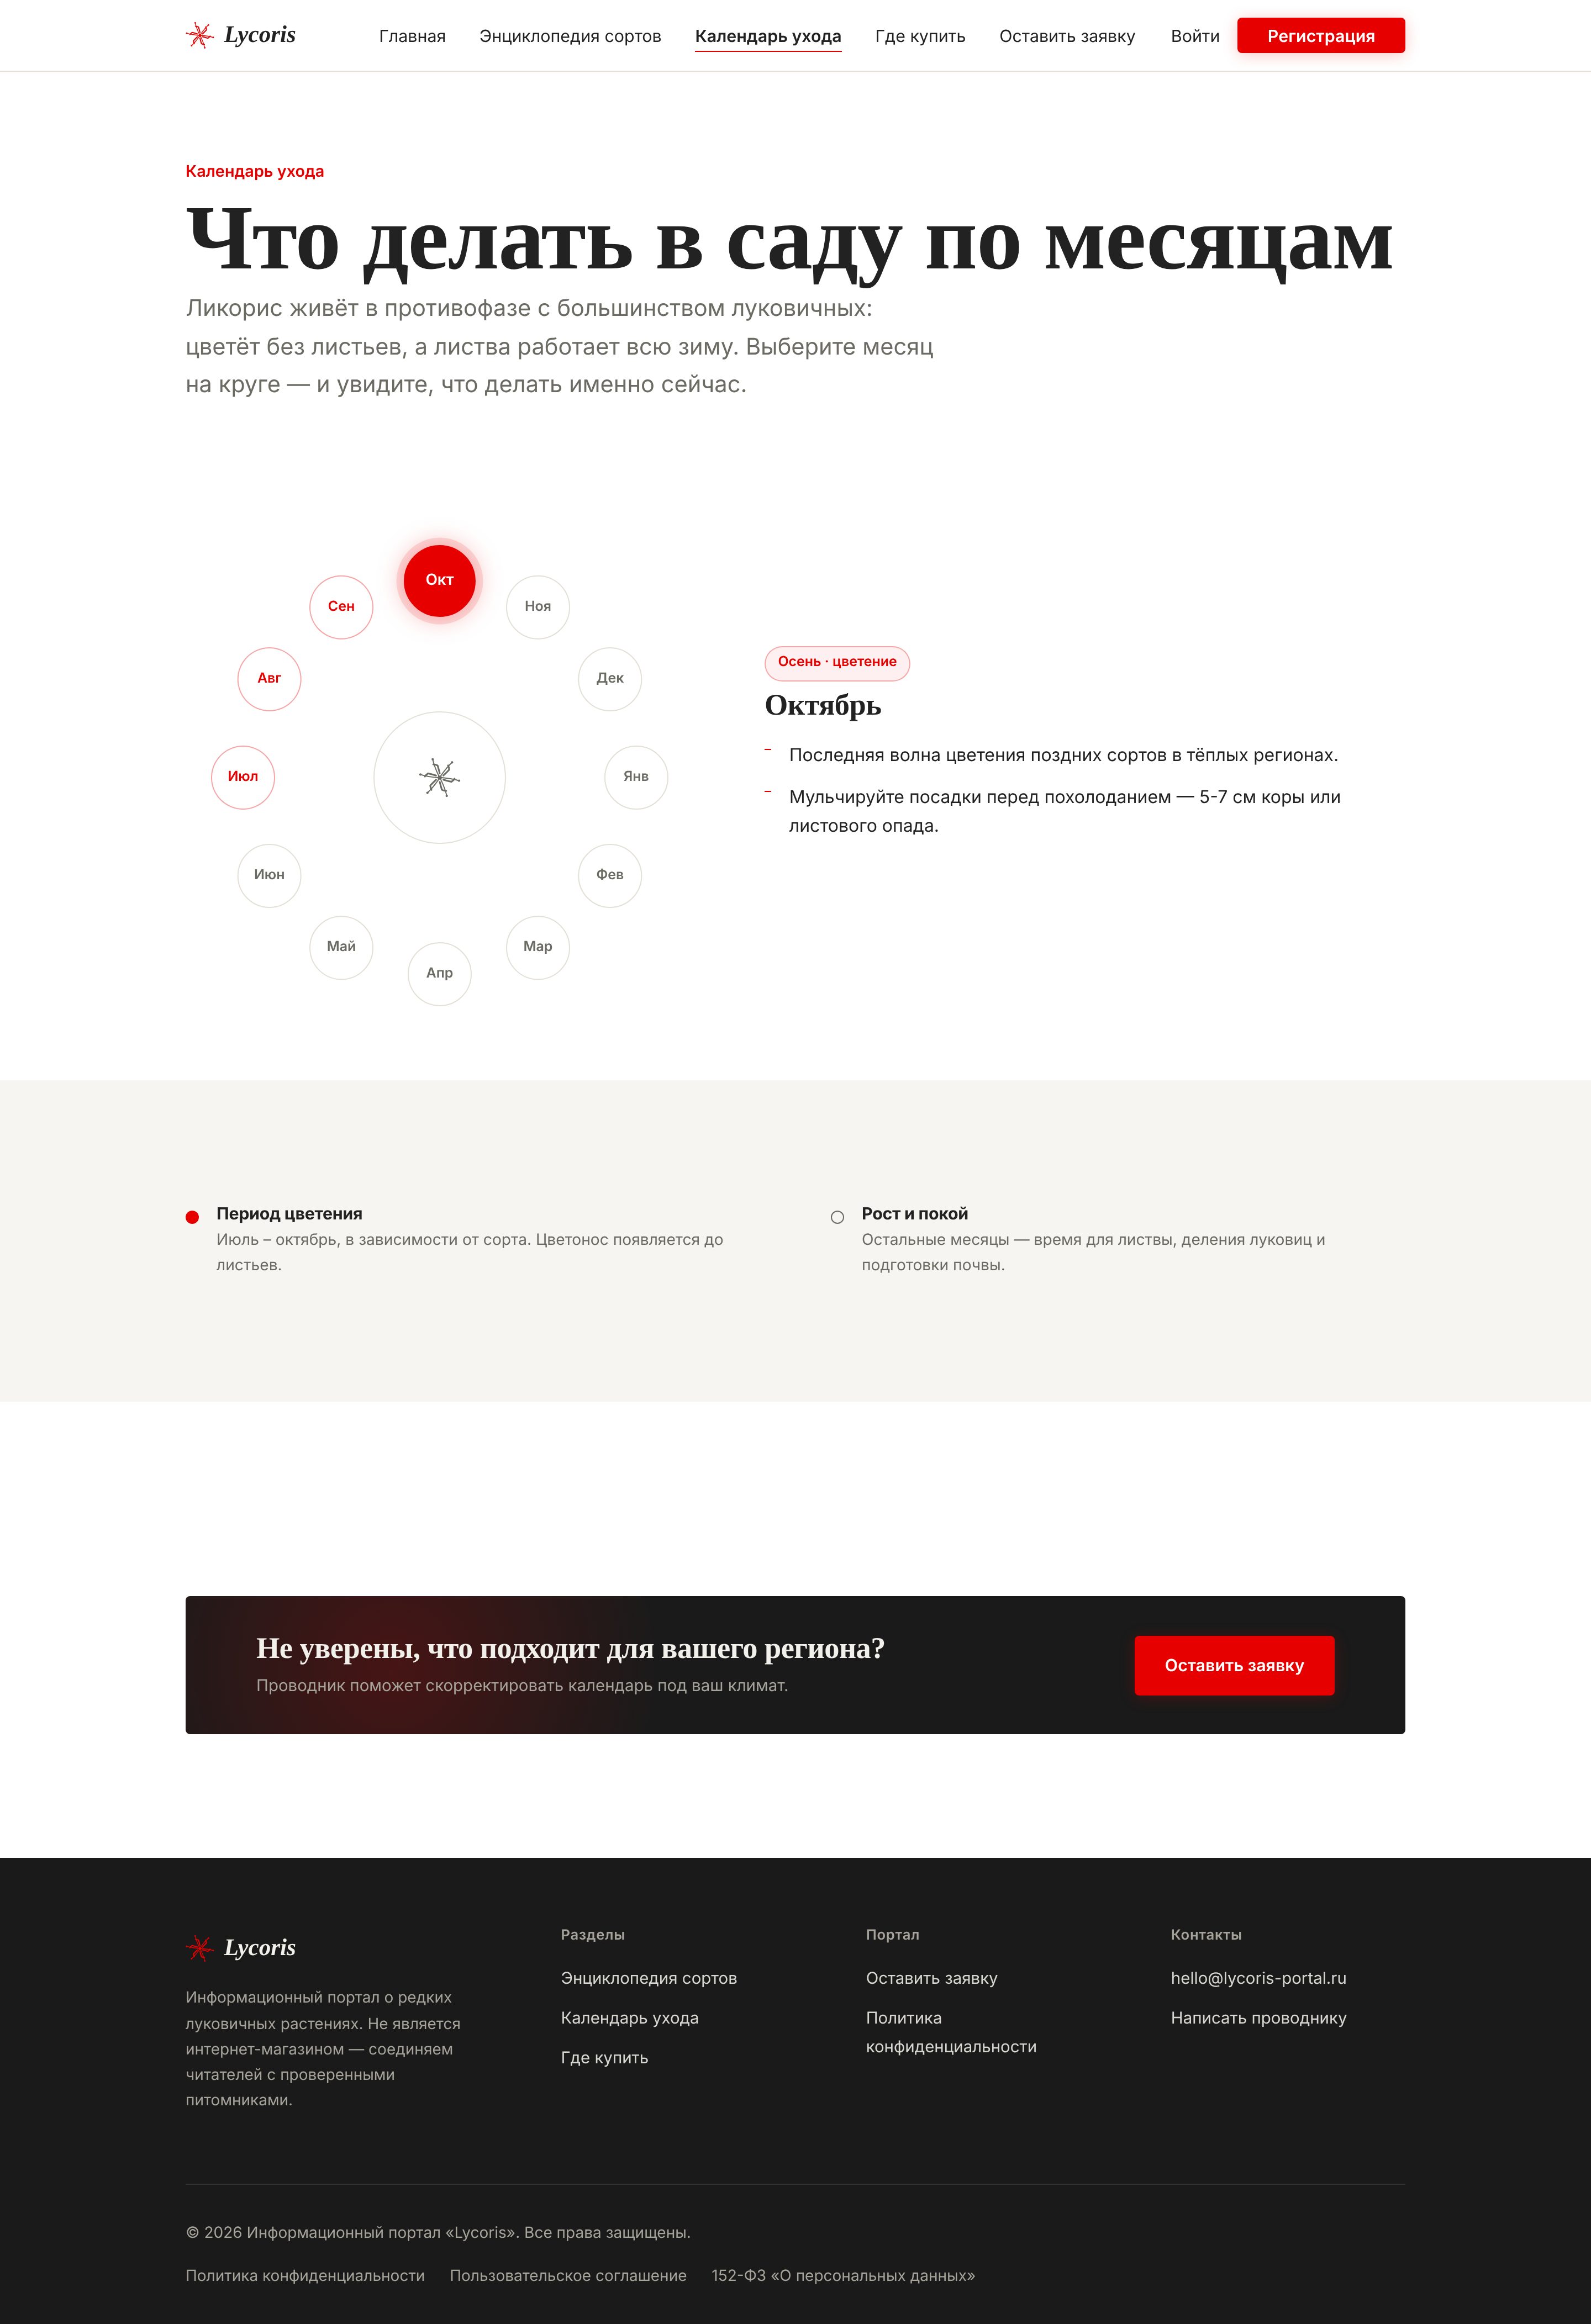 Lycoris
Главная
Энциклопедия сортов
Календарь ухода
Где купить
Оставить заявку
Войти
Регистрация
Календарь ухода
Что делать в саду по месяцам
Ликорис живёт в противофазе с большинством луковичных:
цветёт без листьев, а листва работает всю зиму. Выберите месяц
на круге — и увидите, что делать именно сейчас.
Окт
Ноя
Дек
Янв
Фев
Мар
Апр
Май
Июн
Июл
Авг
Сен
Осень · цветение
Октябрь
– Последняя волна цветения поздних сортов в тёплых регионах.
– Мульчируйте посадки перед похолоданием — 5-7 см коры или
листового опада.
Период цветения
Июль – октябрь, в зависимости от сорта. Цветонос появляется до
листьев.
Рост и покой
Остальные месяцы — время для листвы, деления луковиц и
подготовки почвы.
Не уверены, что подходит для вашего региона?
Проводник поможет скорректировать календарь под ваш климат.
Оставить заявку
Lycoris
Информационный портал о редких
луковичных растениях. Не является
интернет-магазином — соединяем
читателей с проверенными
питомниками.
Разделы
Энциклопедия сортов
Календарь ухода
Где купить
Портал
Оставить заявку
Политика
конфиденциальности
Контакты
hello@lycoris-portal.ru
Написать проводнику
© 2026 Информационный портал «Lycoris». Все права защищены.
Политика конфиденциальности
Пользовательское соглашение
152-ФЗ «О персональных данных»